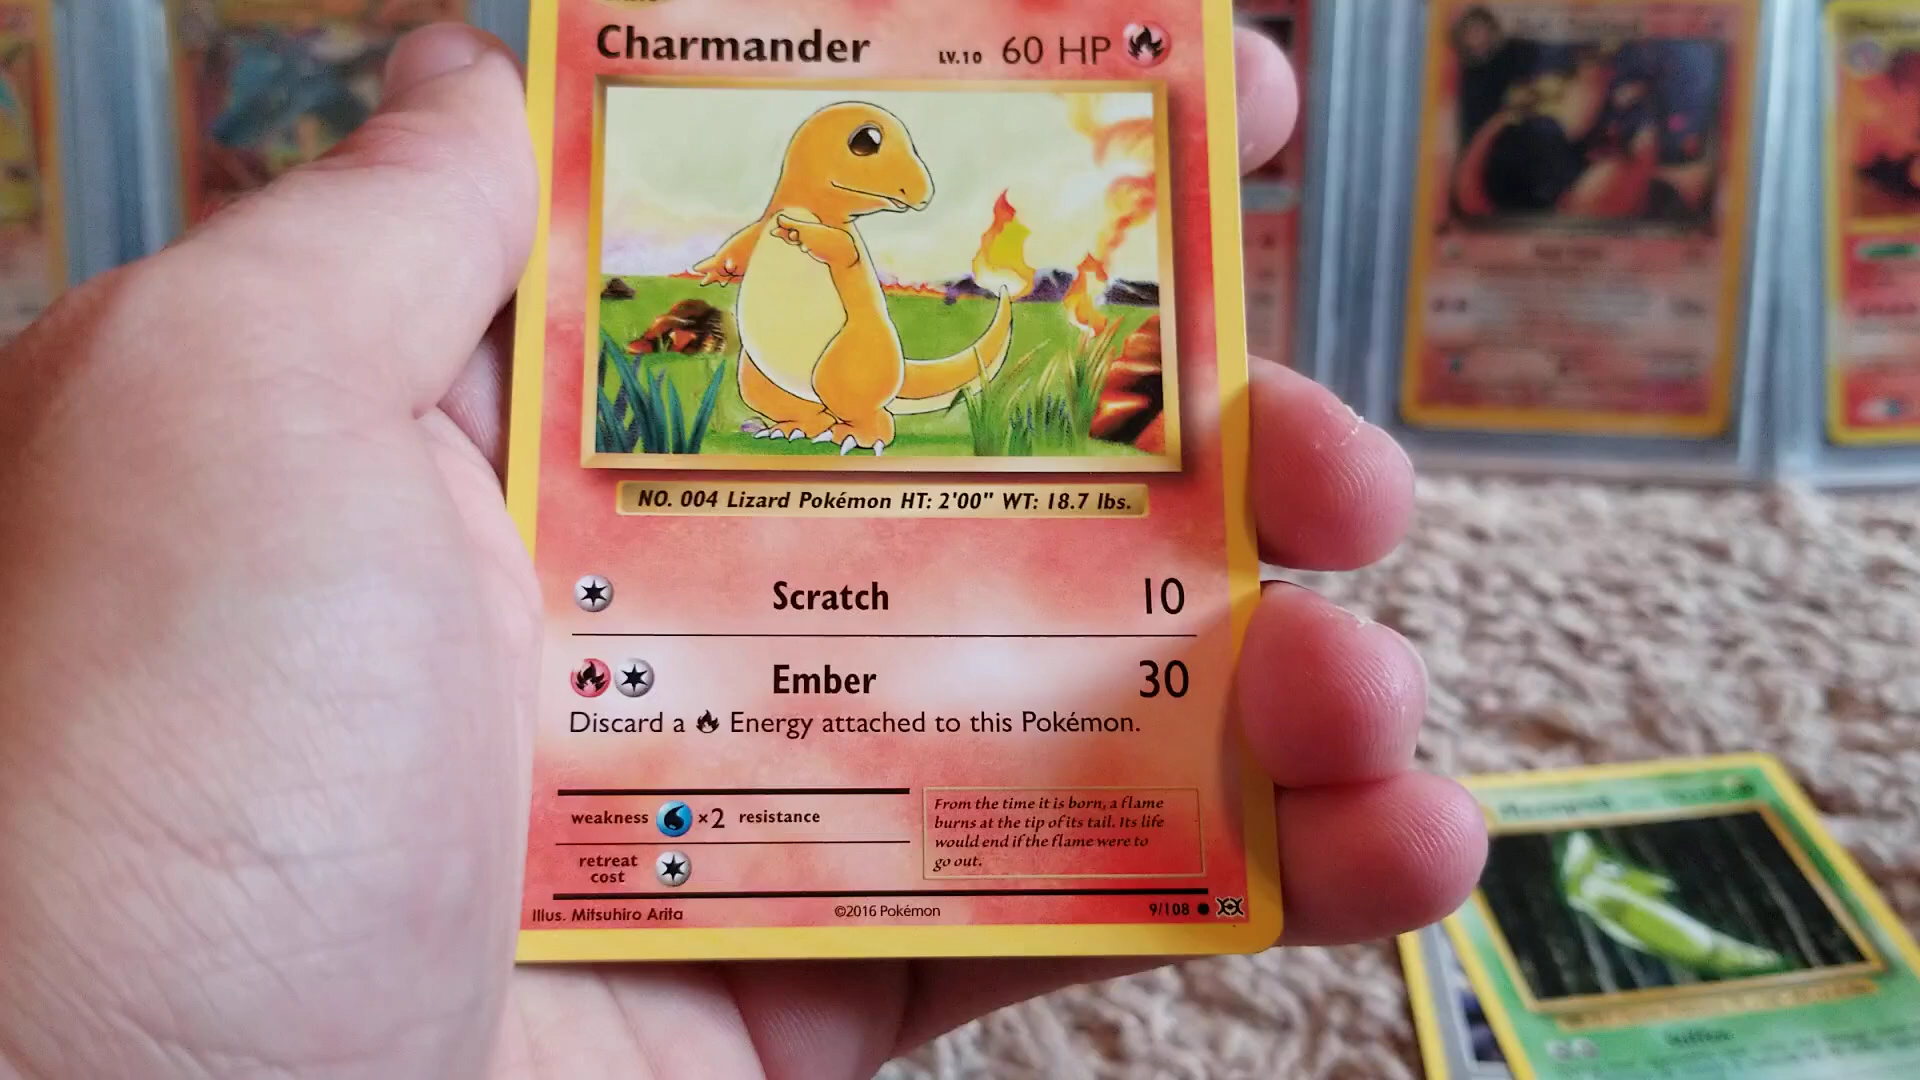 Charmander LV.10 60 HP
NO. 004 Lizard Pokémon HT: 2'00" WT: 18.7 lbs.
Scratch 10
Ember 30
Discard a Energy attached to this Pokémon.
weakness ×2 resistance
retreat
cost
From the time it is born, a flame
burns at the tip of its tail. Its life
would end if the flame were to
go out.
Illus. Mitsuhiro Arita ©2016 Pokémon 9/108